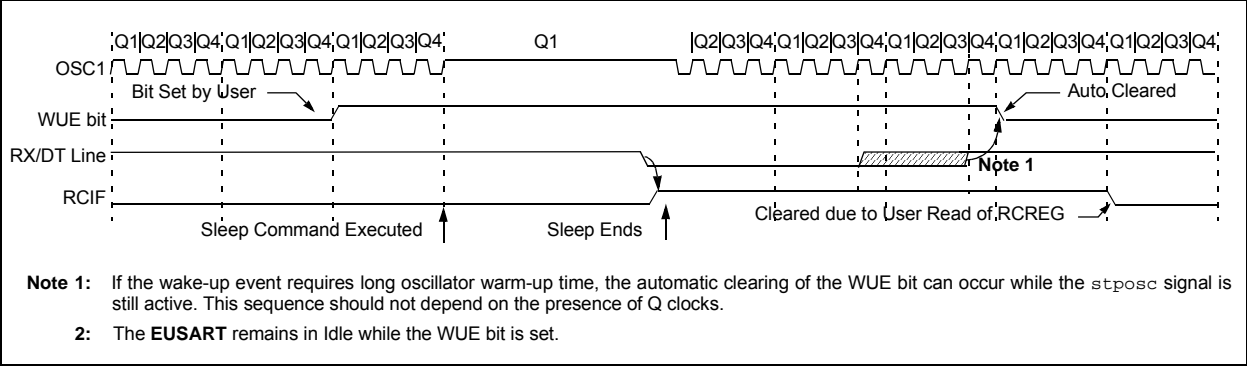 Q1 Q2 Q3 Q4 Q1 Q2 Q3 Q4 Q1 Q2 Q3 Q4 Q1 Q2 Q3 Q4 Q1 Q2 Q3 Q4 Q1 Q2 Q3 Q4 Q1 Q2 Q3 Q4 Q1 Q2 Q3 Q4
OSC1
Bit Set by User
Auto Cleared
WUE bit
RX/DT Line
Note 1
RCIF
Cleared due to User Read of RCREG
Sleep Command Executed
Sleep Ends
Note 1: If the wake-up event requires long oscillator warm-up time, the automatic clearing of the WUE bit can occur while the stposc signal is
still active. This sequence should not depend on the presence of Q clocks.
2: The EUSART remains in Idle while the WUE bit is set.